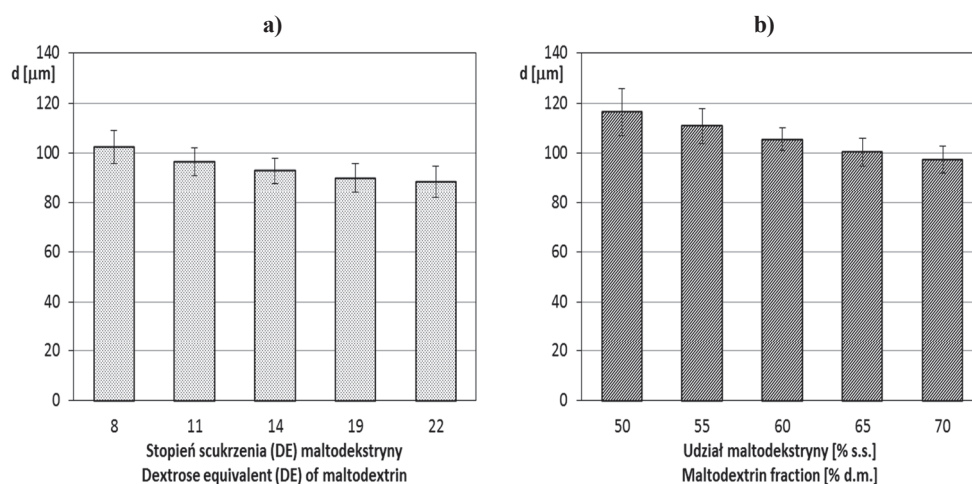 a)
140
d [μm]
120
100
80
60
40
20
0
8 11 14 19 22
Stopień scukrzenia (DE) maltodekstryny
Dextrose equivalent (DE) of maltodextrin
b)
140
d [μm]
120
100
80
60
40
20
0
50 55 60 65 70
Udział maltodekstryny [% s.s.]
Maltodextrin fraction [% d.m.]